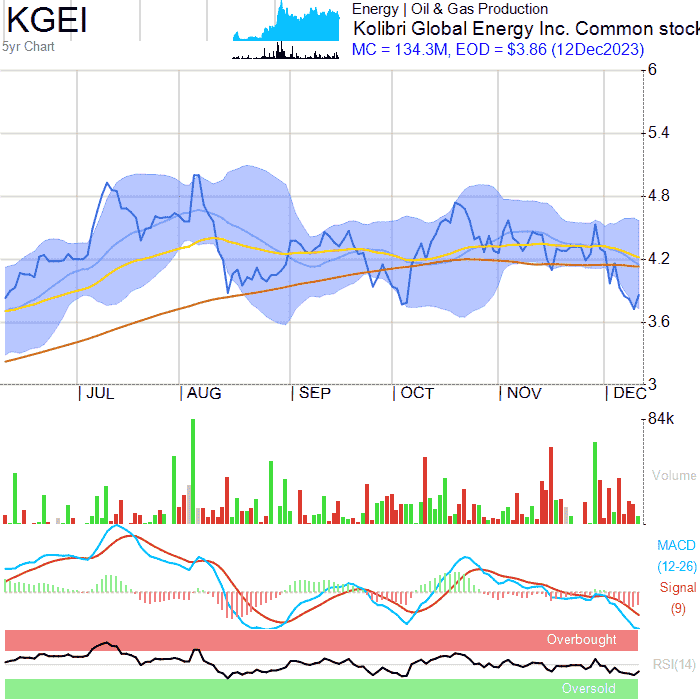 KGEI
5yr Chart
Energy | Oil & Gas Production
Kolibri Global Energy Inc. Common stock
MC = 134.3M, EOD = $3.86 (12Dec2023)
6
5.4
4.8
4.2
3.6
3
JUL
AUG
SEP
OCT
NOV
DEC
84k
Volume
MACD
(12-26)
Signal
(9)
Overbought
RSI(14)
Oversold